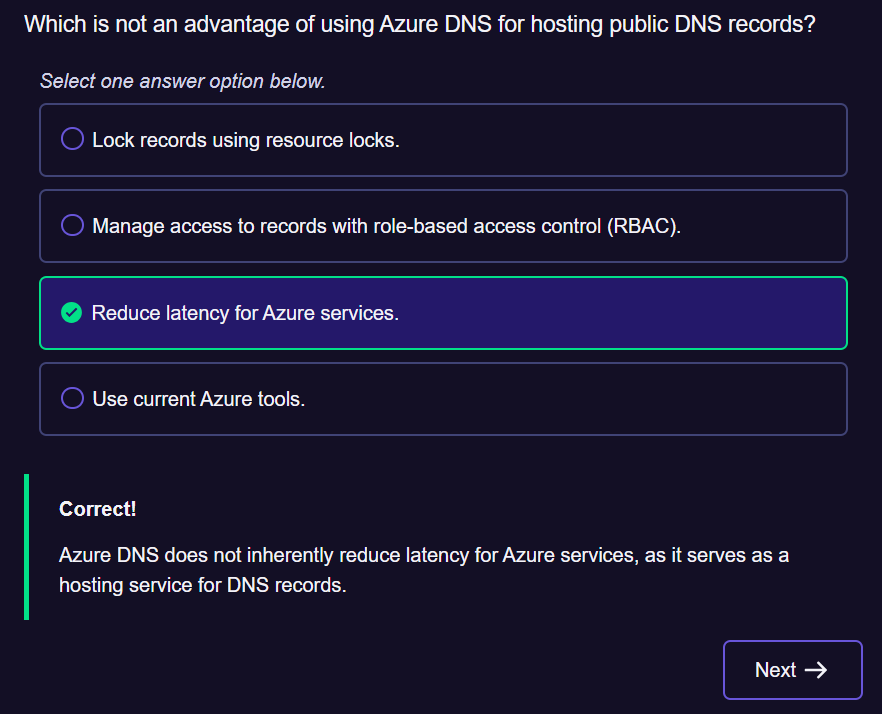 Which is not an advantage of using Azure DNS for hosting public DNS records?
Select one answer option below.
Lock records using resource locks.
Manage access to records with role-based access control (RBAC).
Reduce latency for Azure services.
Use current Azure tools.
Correct!
Azure DNS does not inherently reduce latency for Azure services, as it serves as a
hosting service for DNS records.
Next →